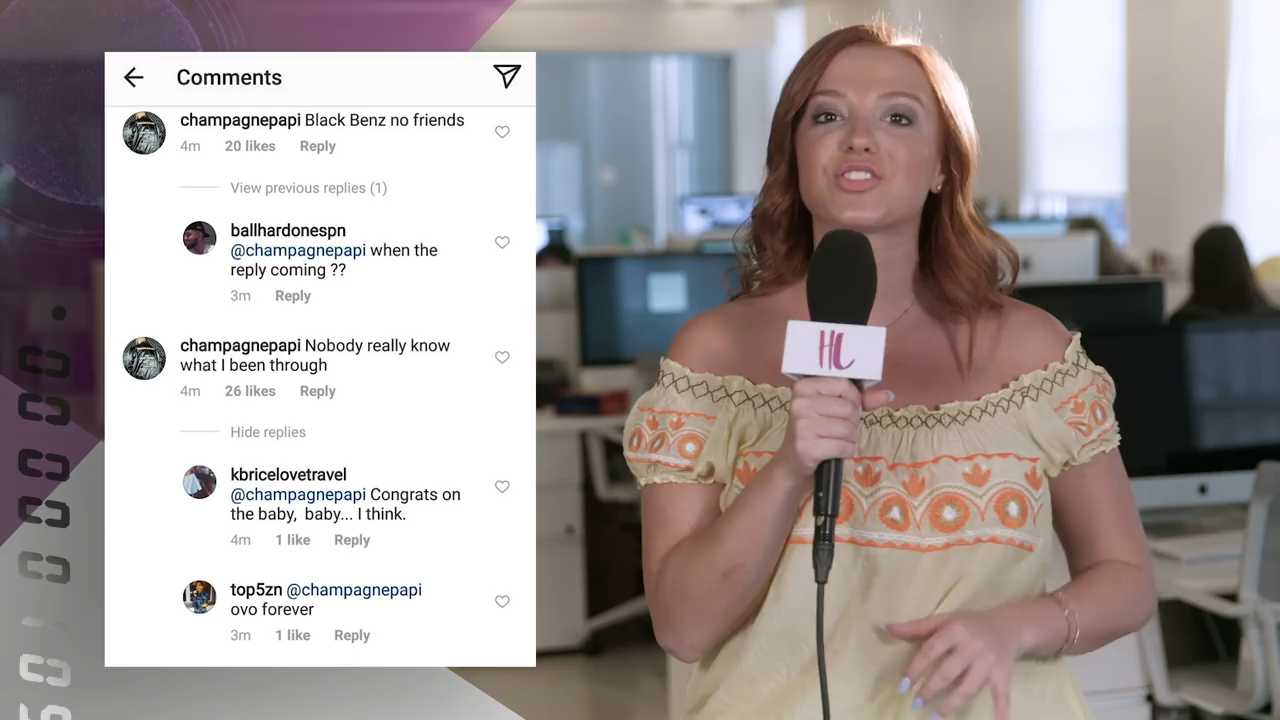 Comments
champagnepapi Black Benz no friends
4m 20 likes Reply
View previous replies (1)
ballhardonespn
@champagnepapi when the
reply coming ??
3m Reply
champagnepapi Nobody really know
what I been through
4m 26 likes Reply
Hide replies
kbricelovetravel
@champagnepapi Congrats on
the baby, baby... I think.
4m 1 like Reply
top5zn @champagnepapi
ovo forever
3m 1 like Reply
HL